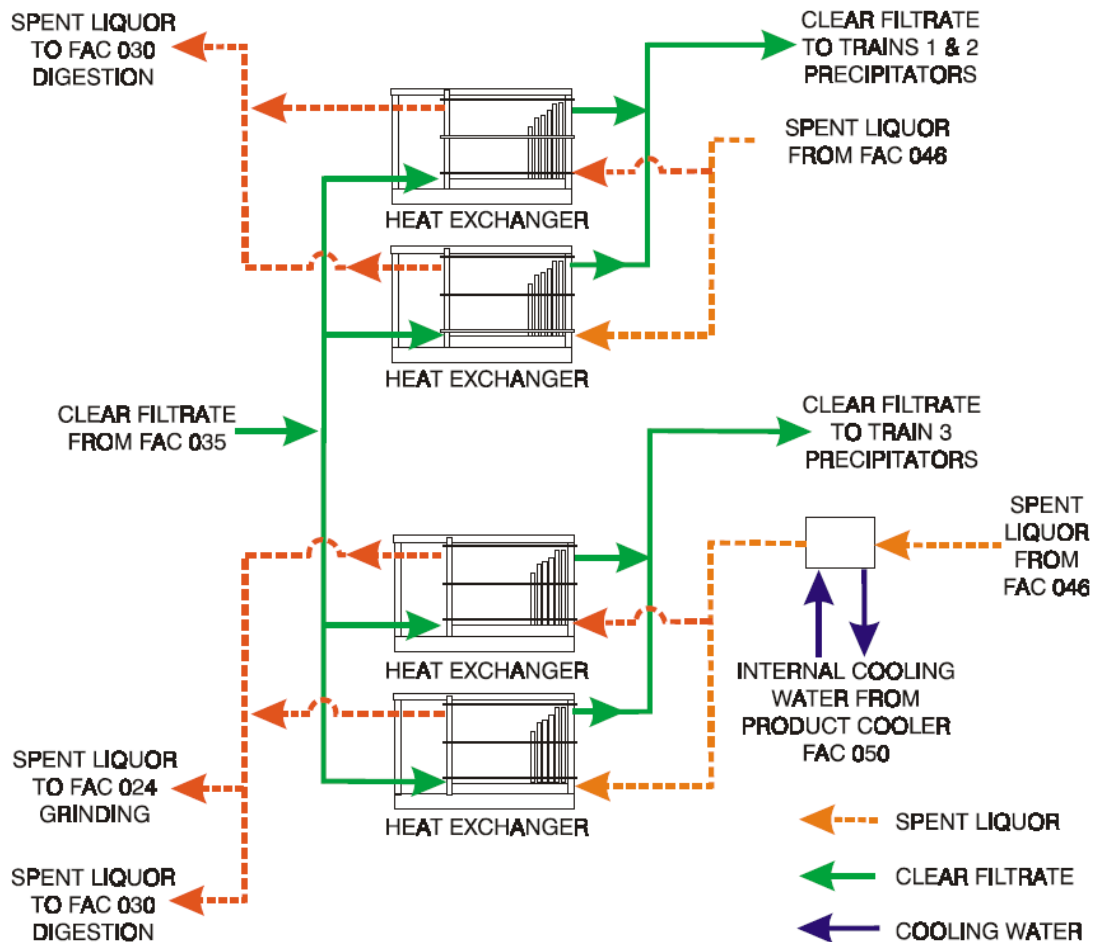 SPENT LIQUOR
TO FAC 030
DIGESTION
CLEAR FILTRATE
TO TRAINS 1 & 2
PRECIPITATORS
SPENT LIQUOR
FROM FAC 046
HEAT EXCHANGER
HEAT EXCHANGER
CLEAR FILTRATE
FROM FAC 035
CLEAR FILTRATE
TO TRAIN 3
PRECIPITATORS
SPENT
LIQUOR
FROM
FAC 046
HEAT EXCHANGER
INTERNAL COOLING
WATER FROM
PRODUCT COOLER
FAC 050
SPENT LIQUOR
TO FAC 024
GRINDING
HEAT EXCHANGER
SPENT LIQUOR
TO FAC 030
DIGESTION
SPENT LIQUOR
CLEAR FILTRATE
COOLING WATER